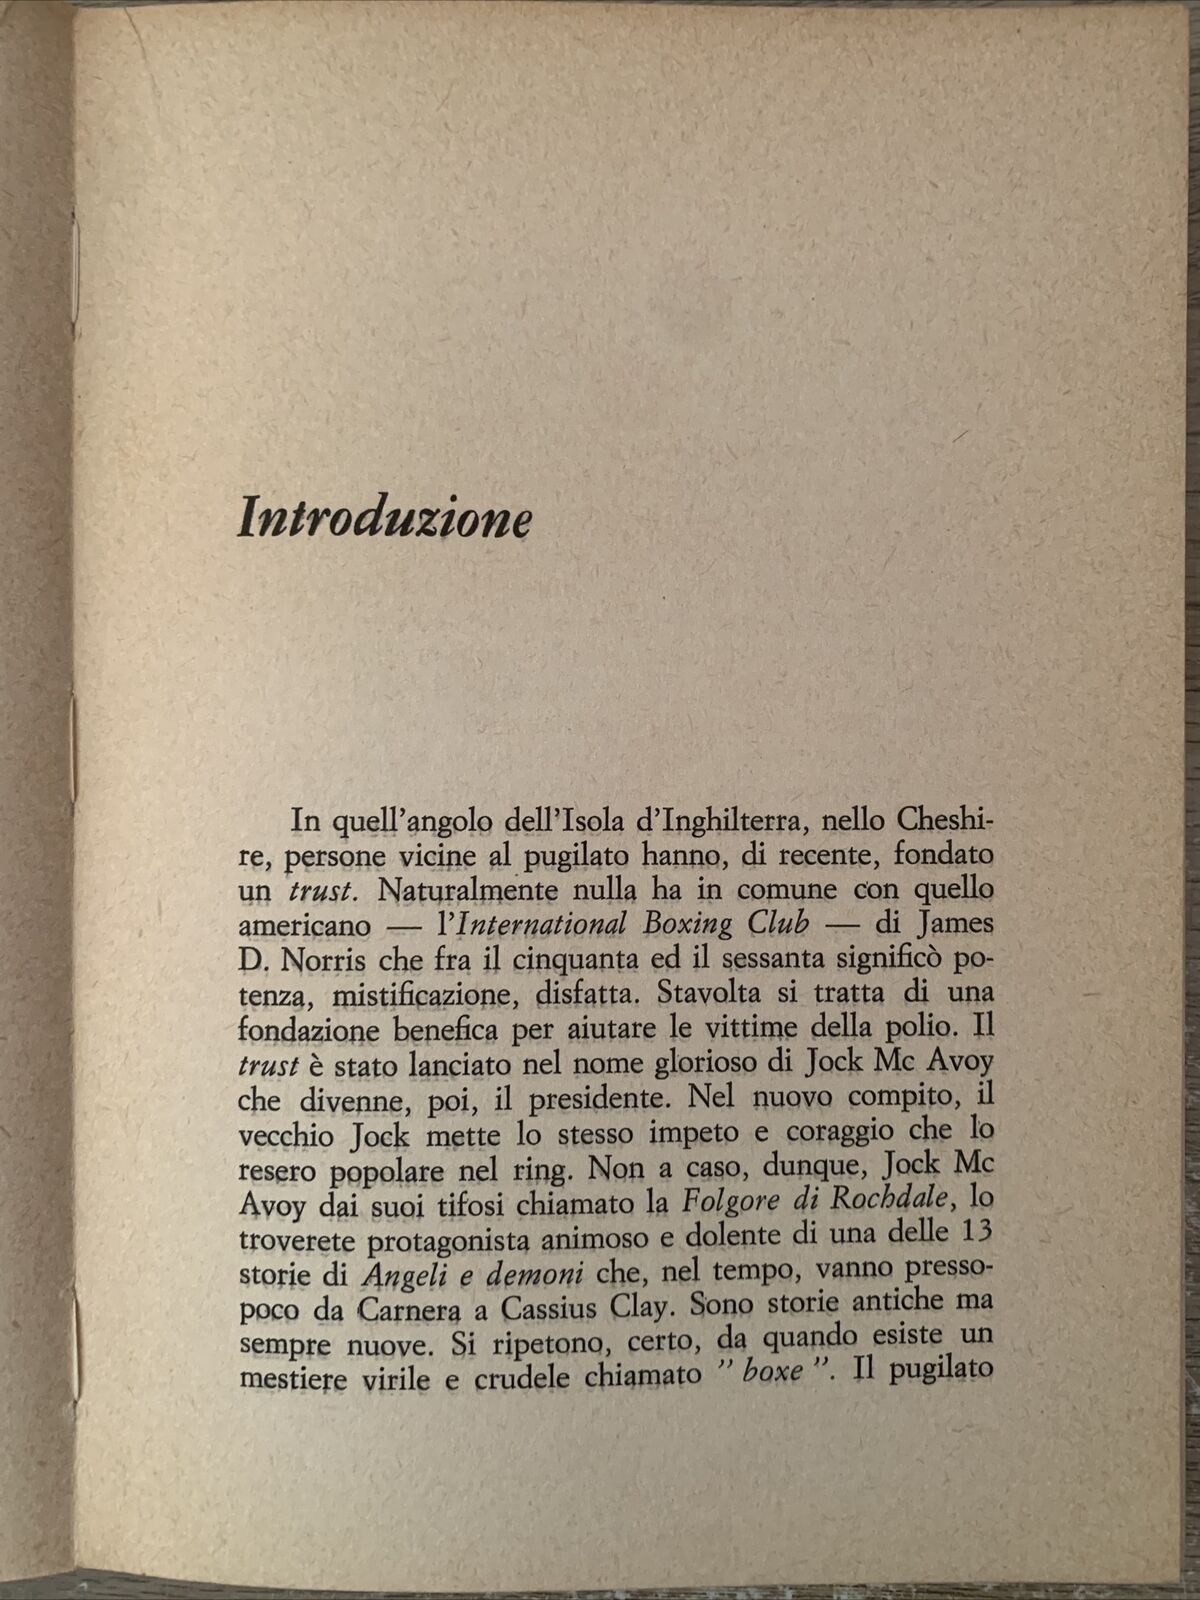 Introduzione
In quell'angolo dell'Isola d'Inghilterra, nello Cheshi-
re, persone vicine al pugilato hanno, di recente, fondato
un trust. Naturalmente nulla ha in comune con quello
americano — l'International Boxing Club — di James
D. Norris che fra il cinquanta ed il sessanta significò po-
tenza, mistificazione, disfatta. Stavolta si tratta di una
fondazione benefica per aiutare le vittime della polio. Il
trust è stato lanciato nel nome glorioso di Jock Mc Avoy
che divenne, poi, il presidente. Nel nuovo compito, il
vecchio Jock mette lo stesso impeto e coraggio che lo
resero popolare nel ring. Non a caso, dunque, Jock Mc
Avoy dai suoi tifosi chiamato la Folgore di Rochdale, lo
troverete protagonista animoso e dolente di una delle 13
storie di Angeli e demoni che, nel tempo, vanno presso-
poco da Carnera a Cassius Clay. Sono storie antiche ma
sempre nuove. Si ripetono, certo, da quando esiste un
mestiere virile e crudele chiamato ” boxe ”. Il pugilato